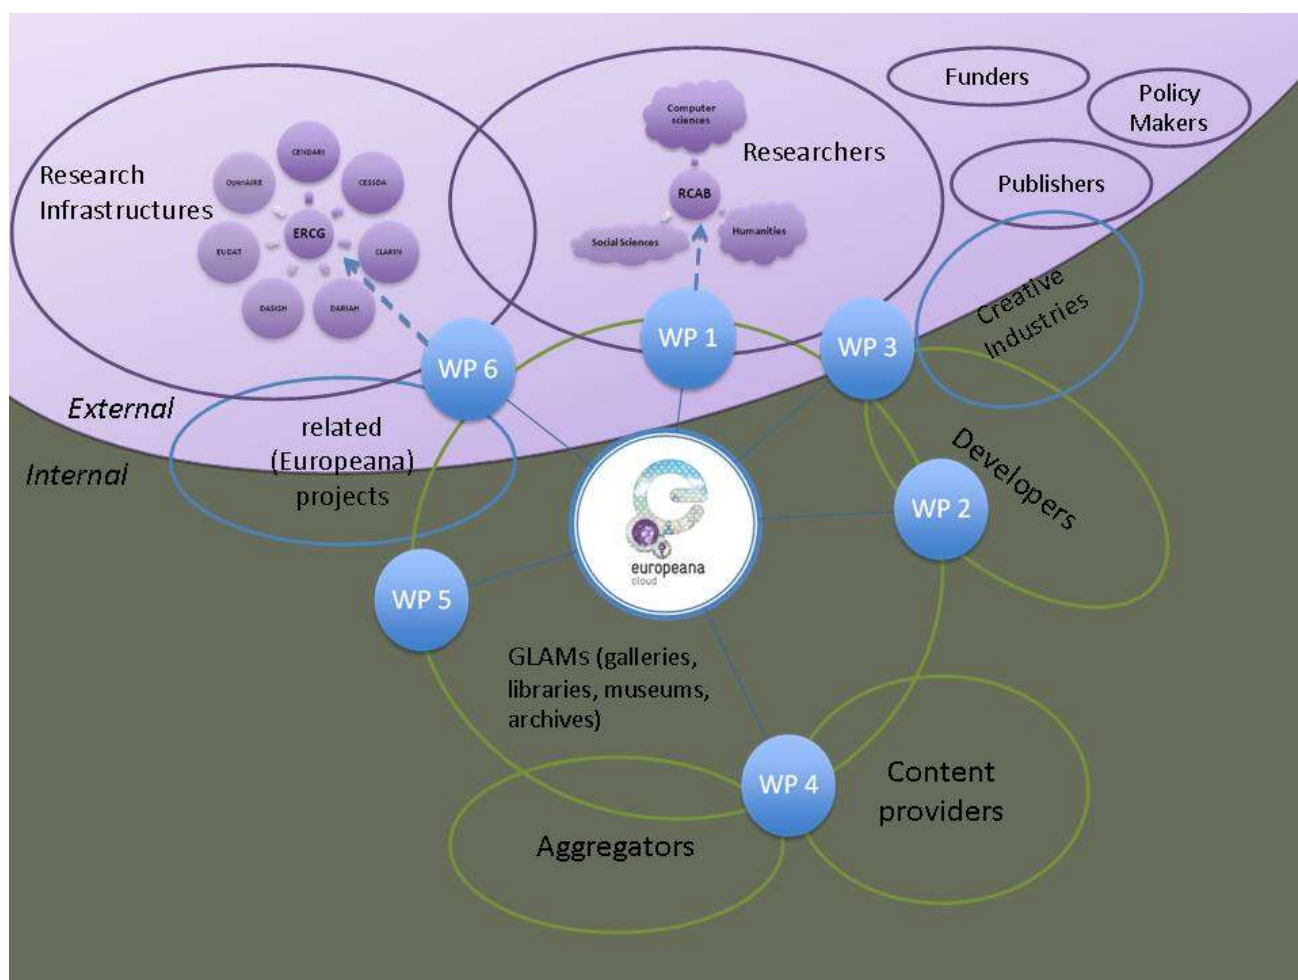 Funders
Policy
Makers
Publishers
Computer
sciences
Researchers
RCAB
Social Sciences
Humanities
Research
Infrastructures
CENDARI
OpenAIRE
CESSDA
ERCG
EUDAT
CLARIN
DASISH
DARIAH
Creative
Industries
WP 1
WP 3
WP 6
External
Internal
related
(Europeana)
projects
Developers
WP 2
europeana
cloud
WP 5
GLAMs (galleries,
libraries, museums,
archives)
WP 4
Content
providers
Aggregators